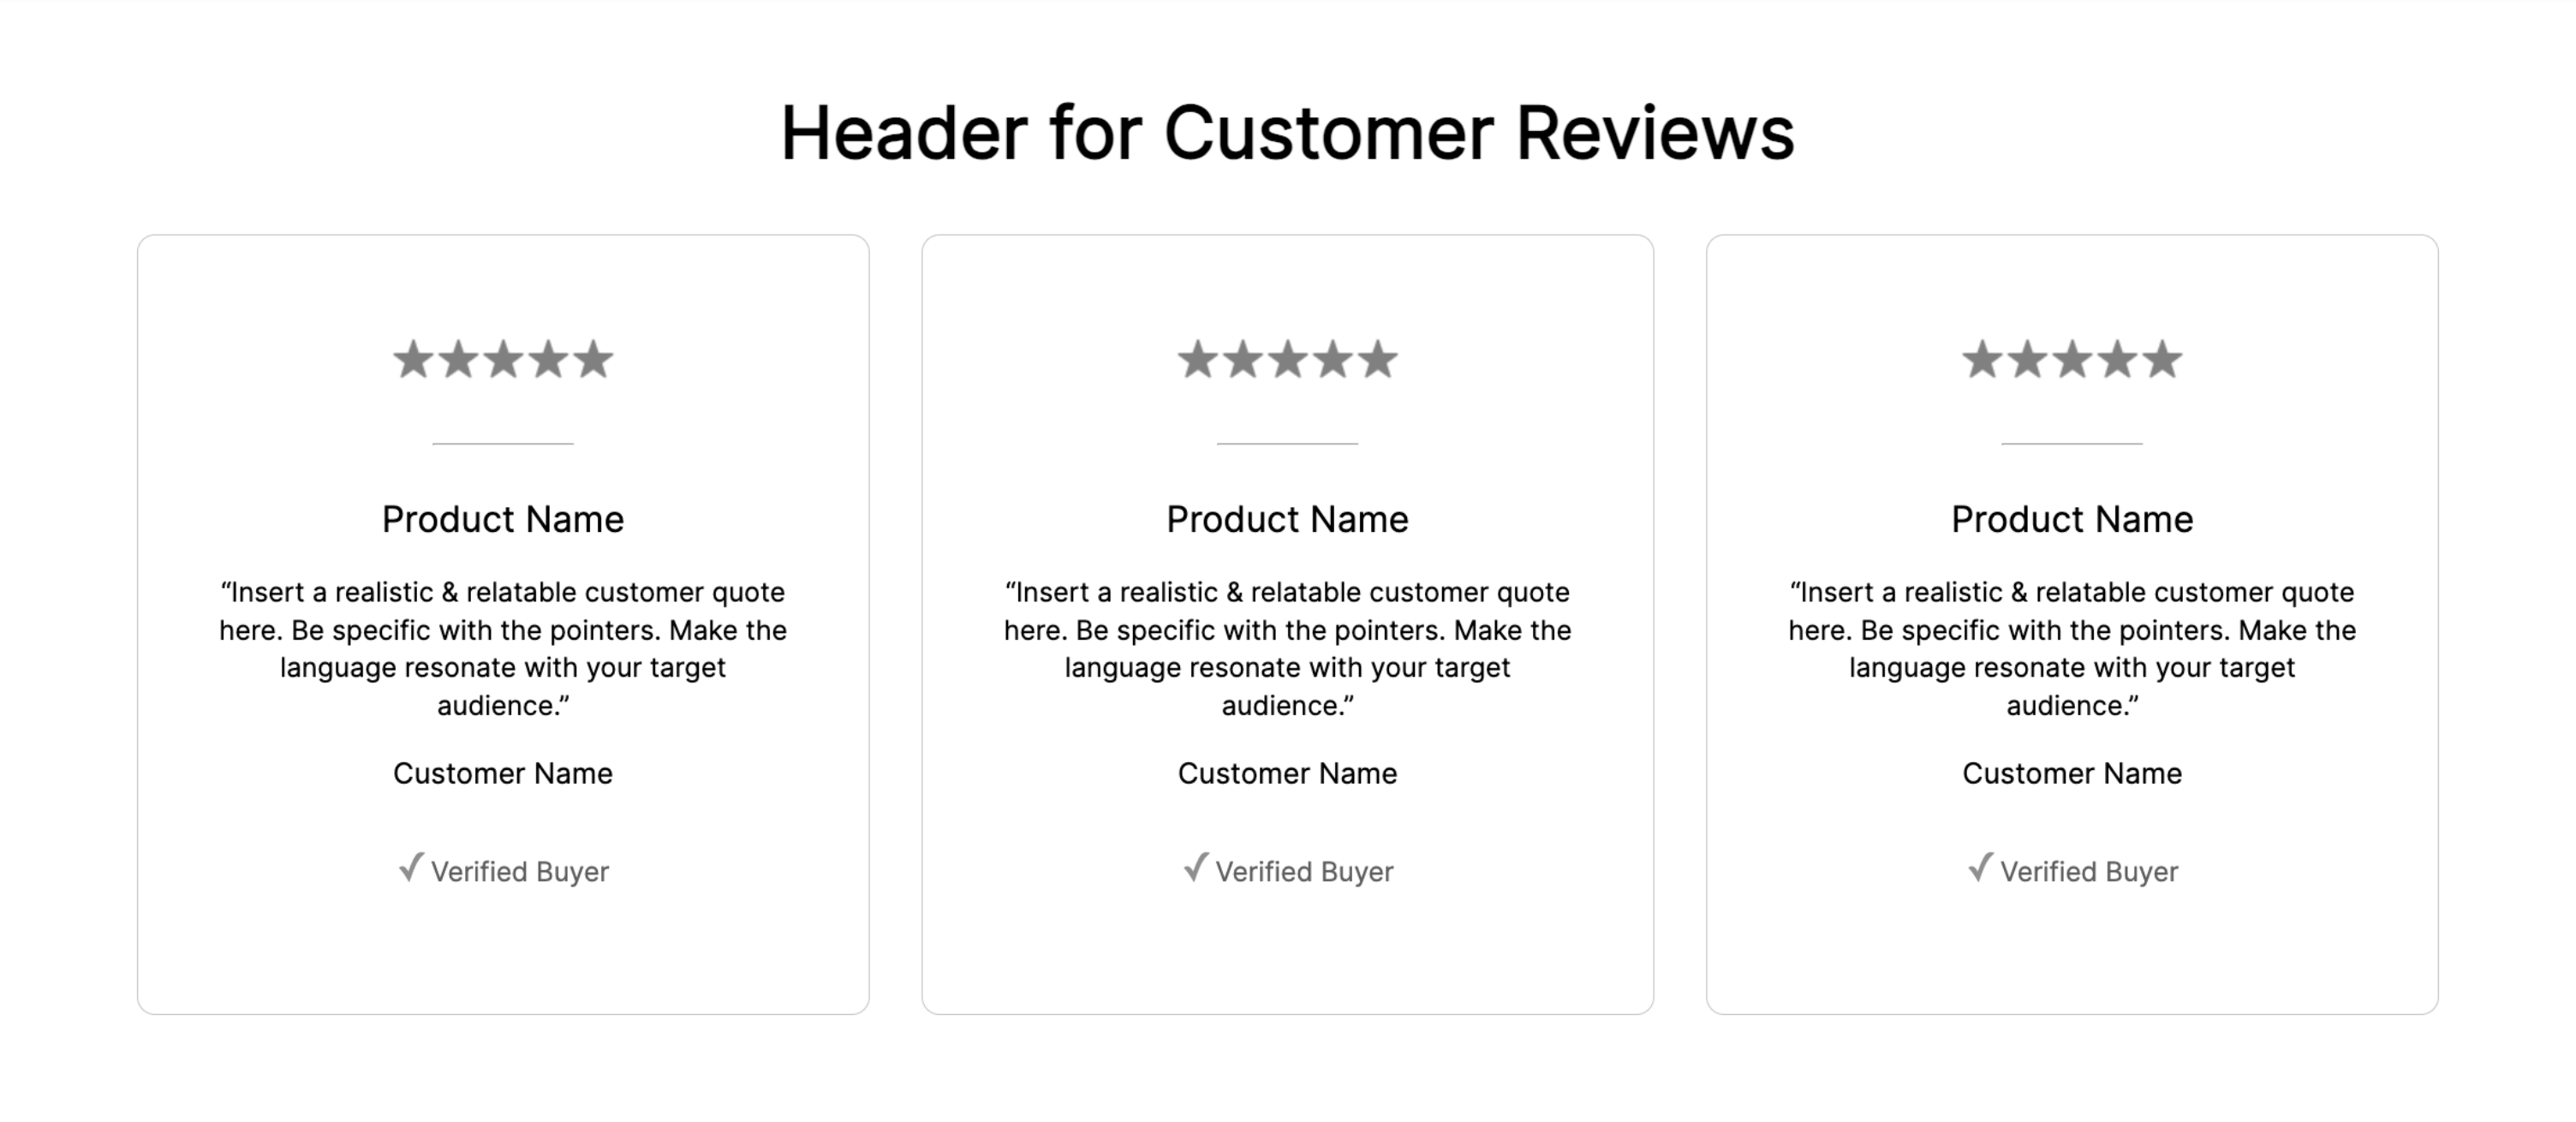 Header for Customer Reviews
★★★★★
Product Name
“Insert a realistic & relatable customer quote
here. Be specific with the pointers. Make the
language resonate with your target
audience.”
Customer Name
✓ Verified Buyer
★★★★★
Product Name
“Insert a realistic & relatable customer quote
here. Be specific with the pointers. Make the
language resonate with your target
audience.”
Customer Name
✓ Verified Buyer
★★★★★
Product Name
“Insert a realistic & relatable customer quote
here. Be specific with the pointers. Make the
language resonate with your target
audience.”
Customer Name
✓ Verified Buyer